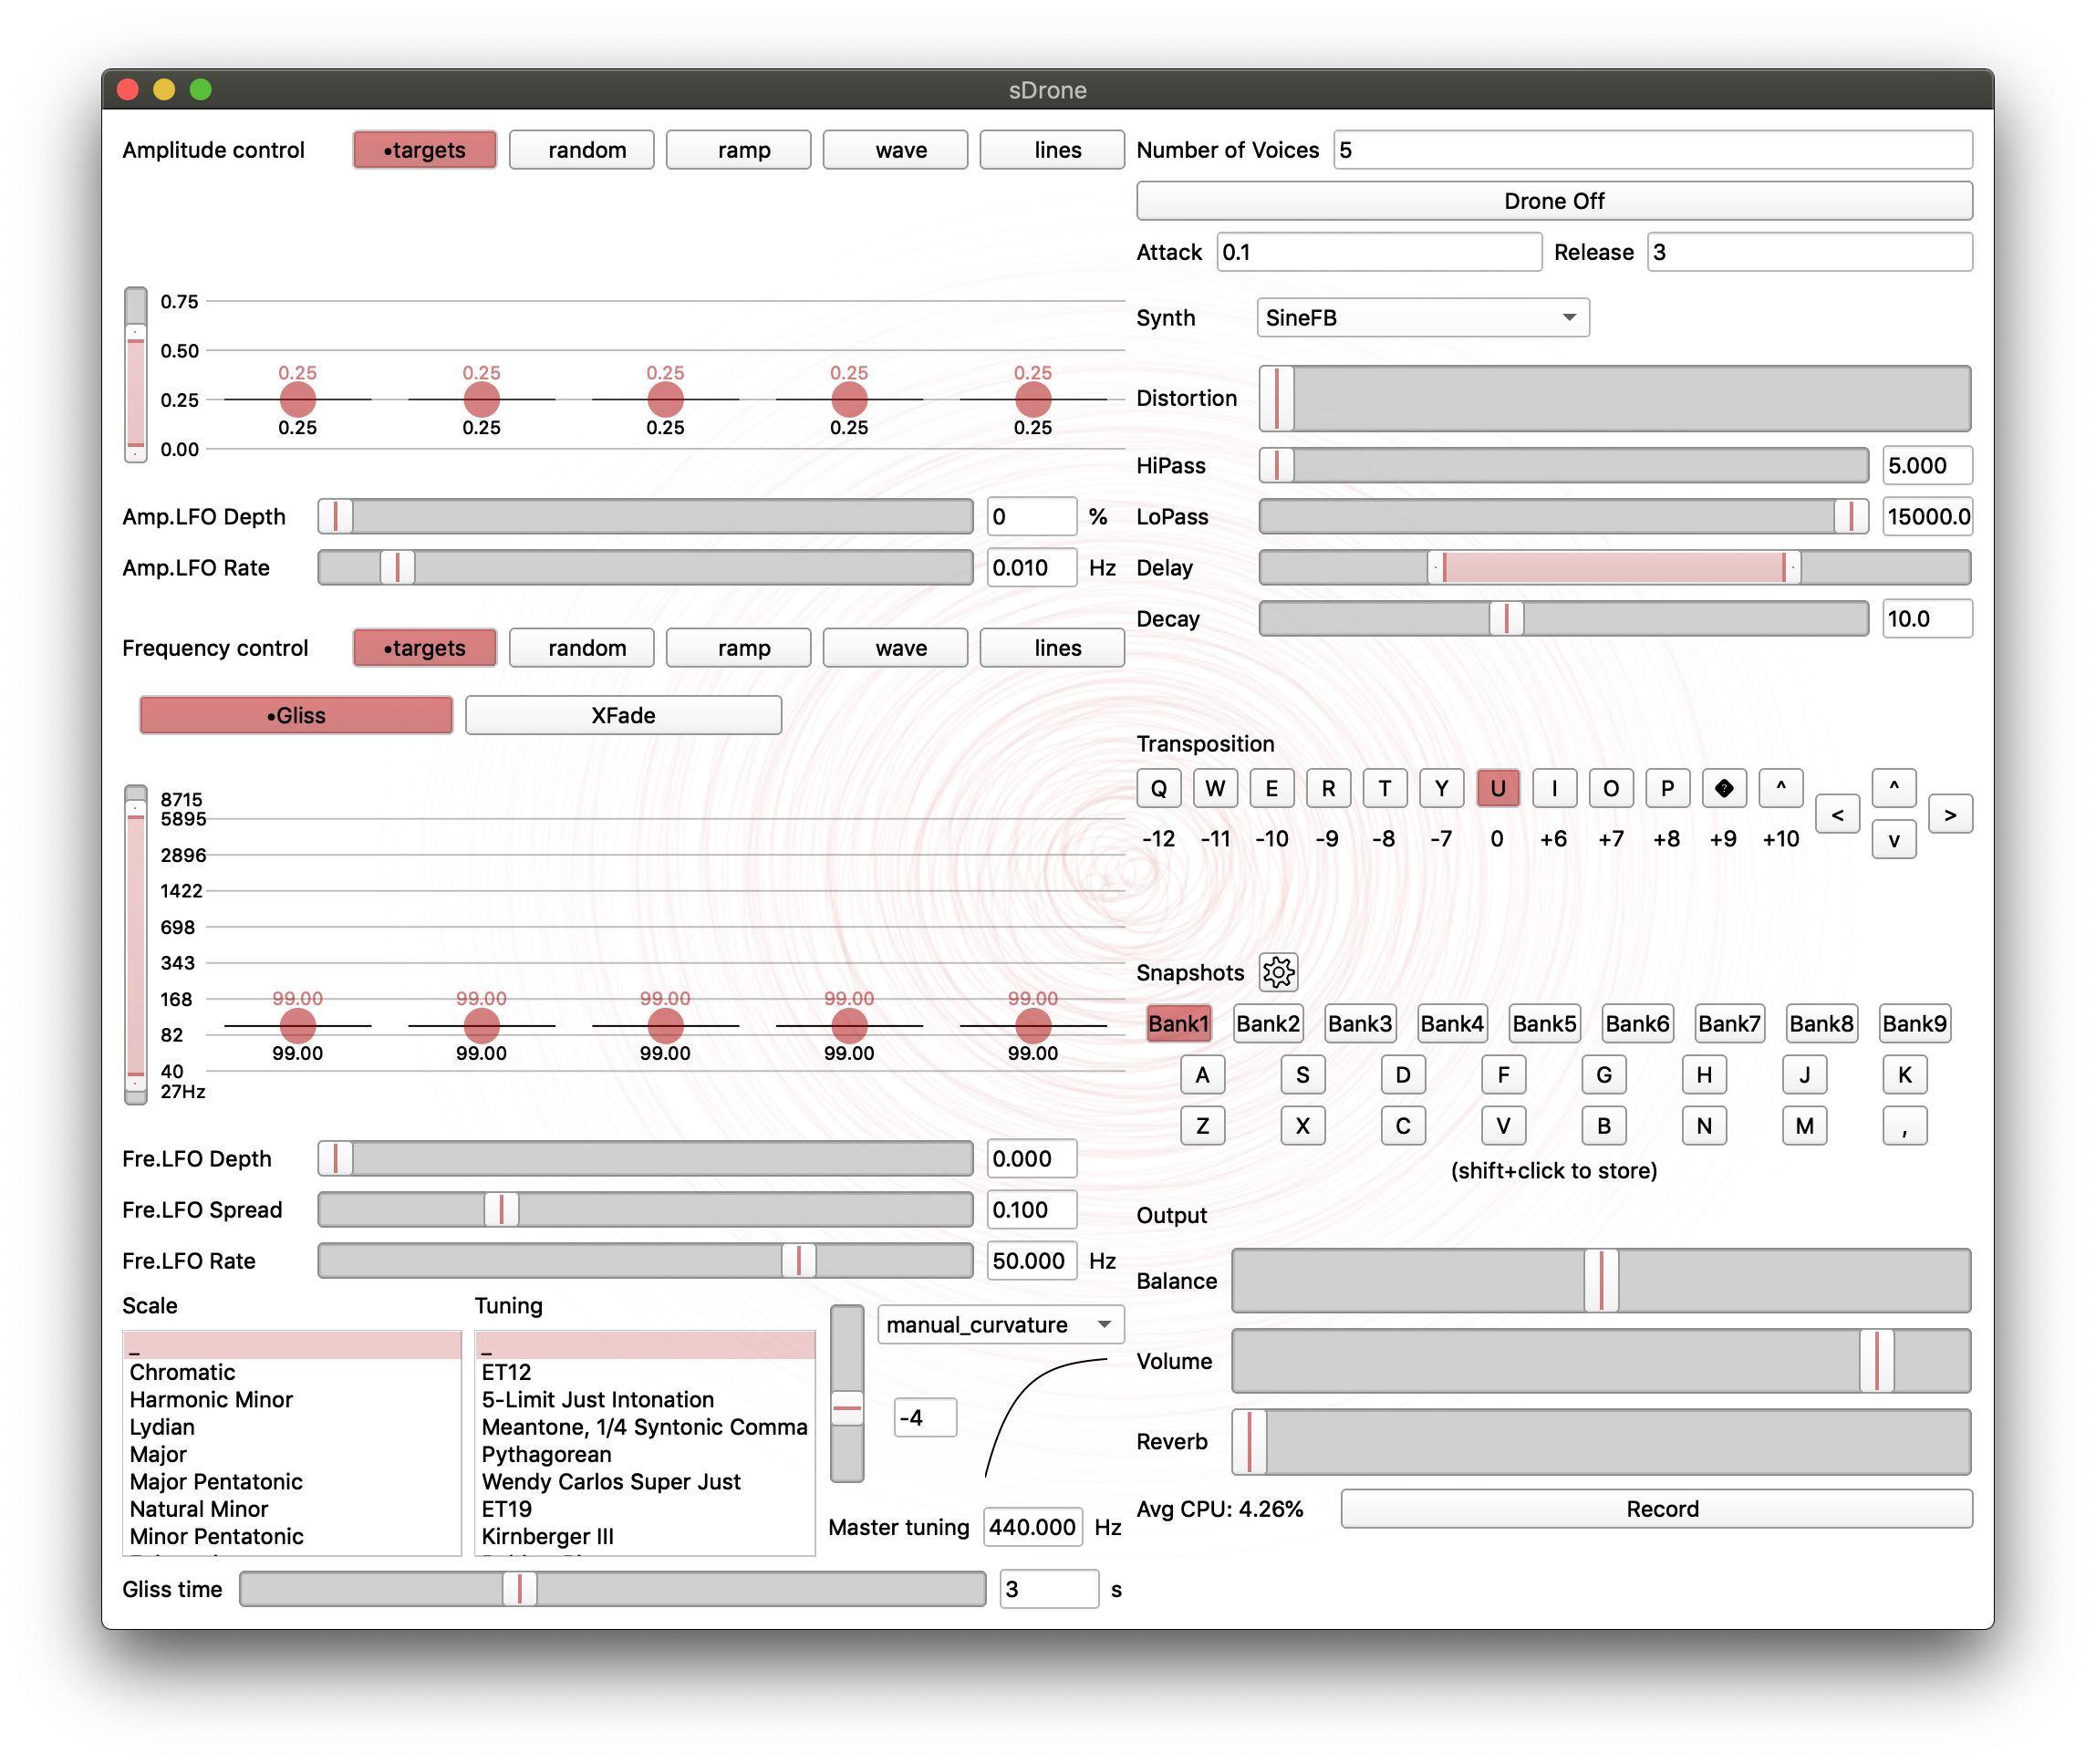 sDrone
Amplitude control •targets random ramp wave lines
0.75
0.50
0.25 0.25 0.25 0.25 0.25
0.25
0.25 0.25 0.25 0.25 0.25
0.00
Amp.LFO Depth 0 %
Amp.LFO Rate 0.010 Hz
Frequency control •targets random ramp wave lines
•Gliss XFade
8715
5895
2896
1422
698
343
168
99.00 99.00 99.00 99.00 99.00
82
99.00 99.00 99.00 99.00 99.00
40
27Hz
Fre.LFO Depth 0.000
Fre.LFO Spread 0.100
Fre.LFO Rate 50.000 Hz
Scale
_
Chromatic
Harmonic Minor
Lydian
Major
Major Pentatonic
Natural Minor
Minor Pentatonic
Tuning
_
ET12
5-Limit Just Intonation
Meantone, 1/4 Syntonic Comma
Pythagorean
Wendy Carlos Super Just
ET19
Kirnberger III
manual_curvature
-4
Master tuning 440.000 Hz
Gliss time 3 s
Number of Voices 5
Drone Off
Attack 0.1 Release 3
Synth SineFB
Distortion
HiPass 5.000
LoPass 15000.0
Delay
Decay 10.0
Transposition
Q W E R T Y U I O P � ^
-12 -11 -10 -9 -8 -7 0 +6 +7 +8 +9 +10
< ^ v >
Snapshots
Bank1 Bank2 Bank3 Bank4 Bank5 Bank6 Bank7 Bank8 Bank9
A S D F G H J K
Z X C V B N M ,
(shift+click to store)
Output
Balance
Volume
Reverb
Avg CPU: 4.26% Record